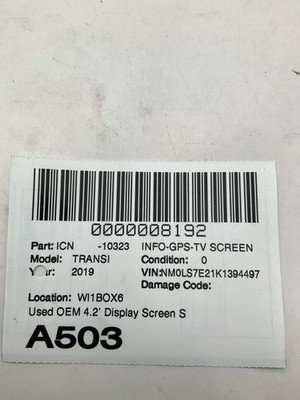 0000008192
Part: ICN -10323 INFO-GPS-TV SCREEN
Model: TRANSI Condition: 0
Year: 2019 VIN:NM0LS7E21K1394497
Damage Code:
Location: WI1BOX6
Used OEM 4.2' Display Screen S
A503